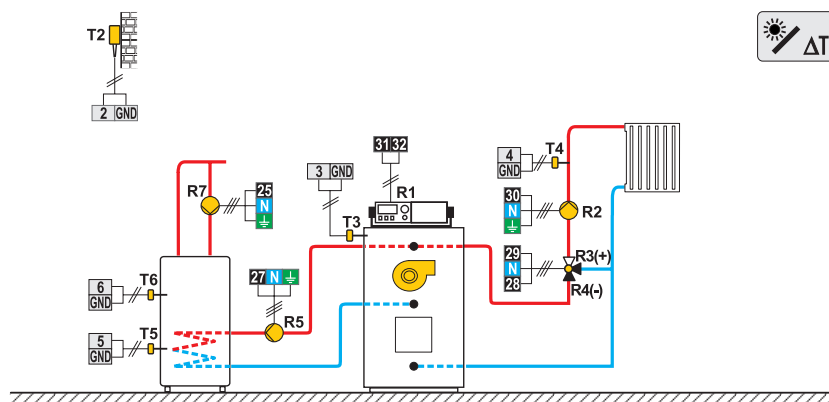 T2
ΔT
2 GND
31 32
3 GND
4
GND
T4
R7
25
N
R1
30
N
R2
T3
29
N
28
R3(+)
R4(-)
6
GND
T6
27 N
R5
5
GND
T5